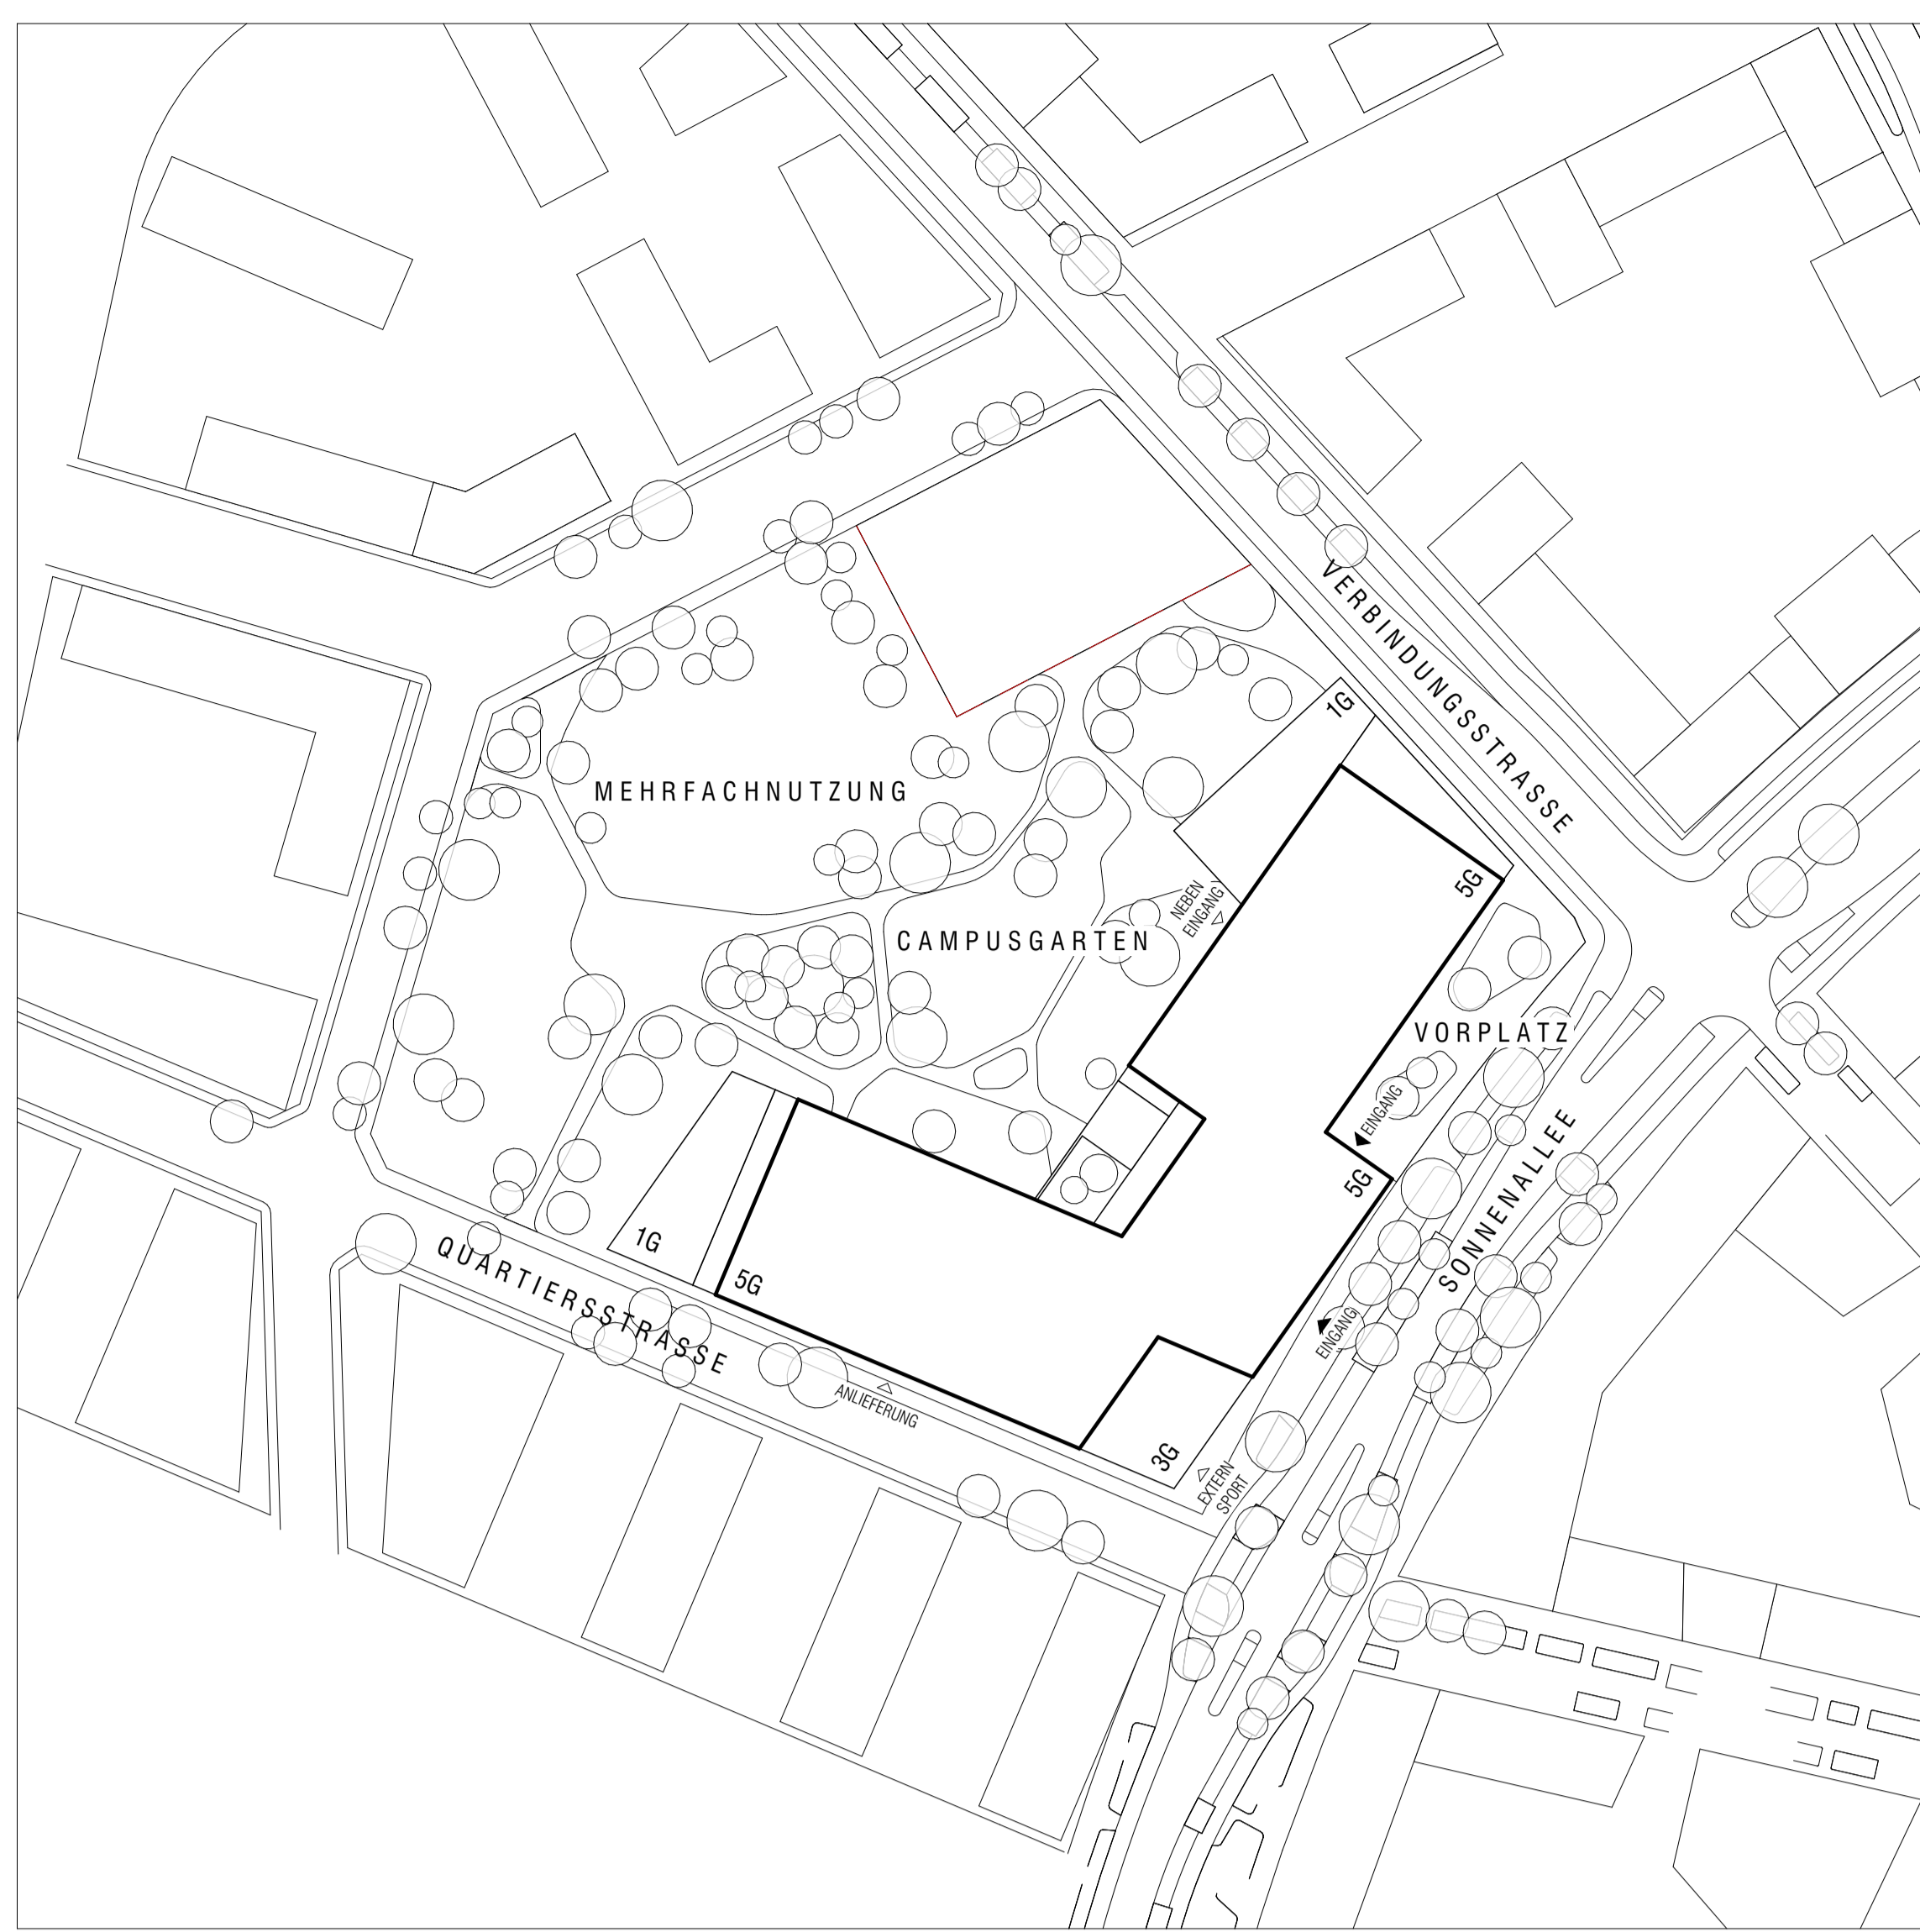 VERBINDUNGSSTRASSE
1G
MEHRFACHNUTZUNG
5G
NEBEN
EINGANG
CAMPUSGARTEN
VORPLATZ
EINGANG
5G
SONNENALLEE
1G
QUARTIERSSTRASSE
5G
EINGANG
ANLIEFERUNG
3G
EXTERN
SPORT